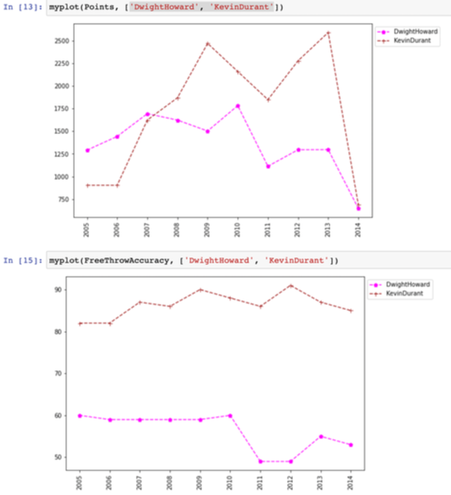 In [13]: myplot(Points, ['DwightHoward', 'KevinDurant'])
DwightHoward
KevinDurant
2500
2250
2000
1750
1500
1250
1000
750
2005 2006 2007 2008 2009 2010 2011 2012 2013 2014
In [15]: myplot(FreeThrowAccuracy, ['DwightHoward', 'KevinDurant'])
DwightHoward
KevinDurant
90
80
70
60
50
2005 2006 2007 2008 2009 2010 2011 2012 2013 2014